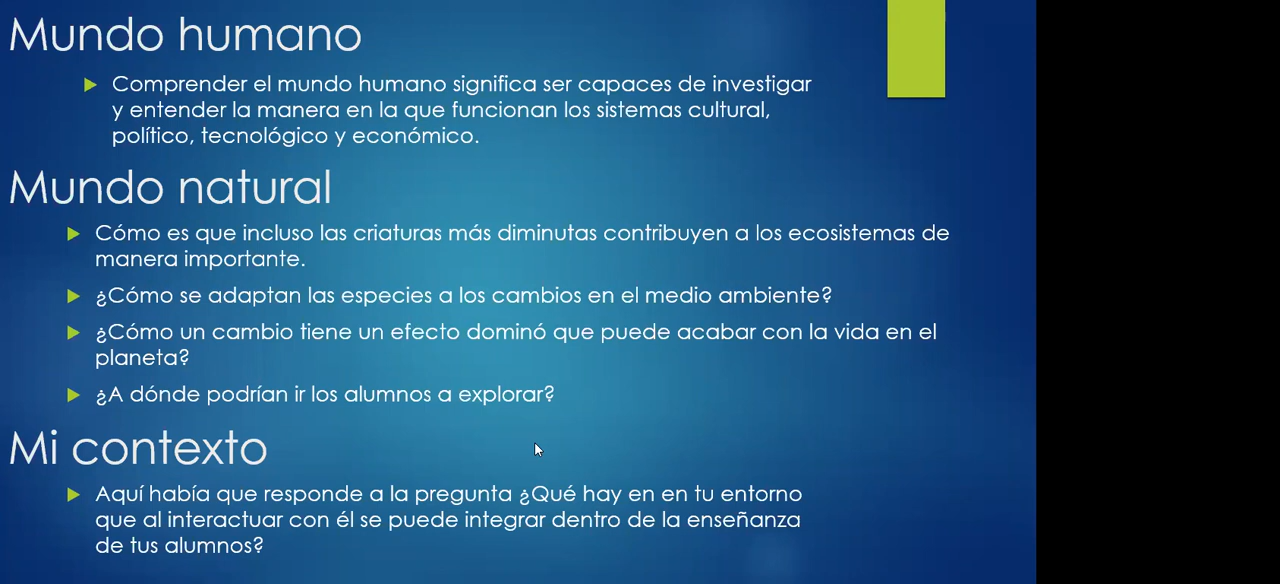 Mundo humano
Comprender el mundo humano significa ser capaces de investigar
y entender la manera en la que funcionan los sistemas cultural,
político, tecnológico y económico.
Mundo natural
Cómo es que incluso las criaturas más diminutas contribuyen a los ecosistemas de
manera importante.
¿Cómo se adaptan las especies a los cambios en el medio ambiente?
¿Cómo un cambio tiene un efecto dominó que puede acabar con la vida en el
planeta?
¿A dónde podrían ir los alumnos a explorar?
Mi contexto
Aquí había que responde a la pregunta ¿Qué hay en en tu entorno
que al interactuar con él se puede integrar dentro de la enseñanza
de tus alumnos?